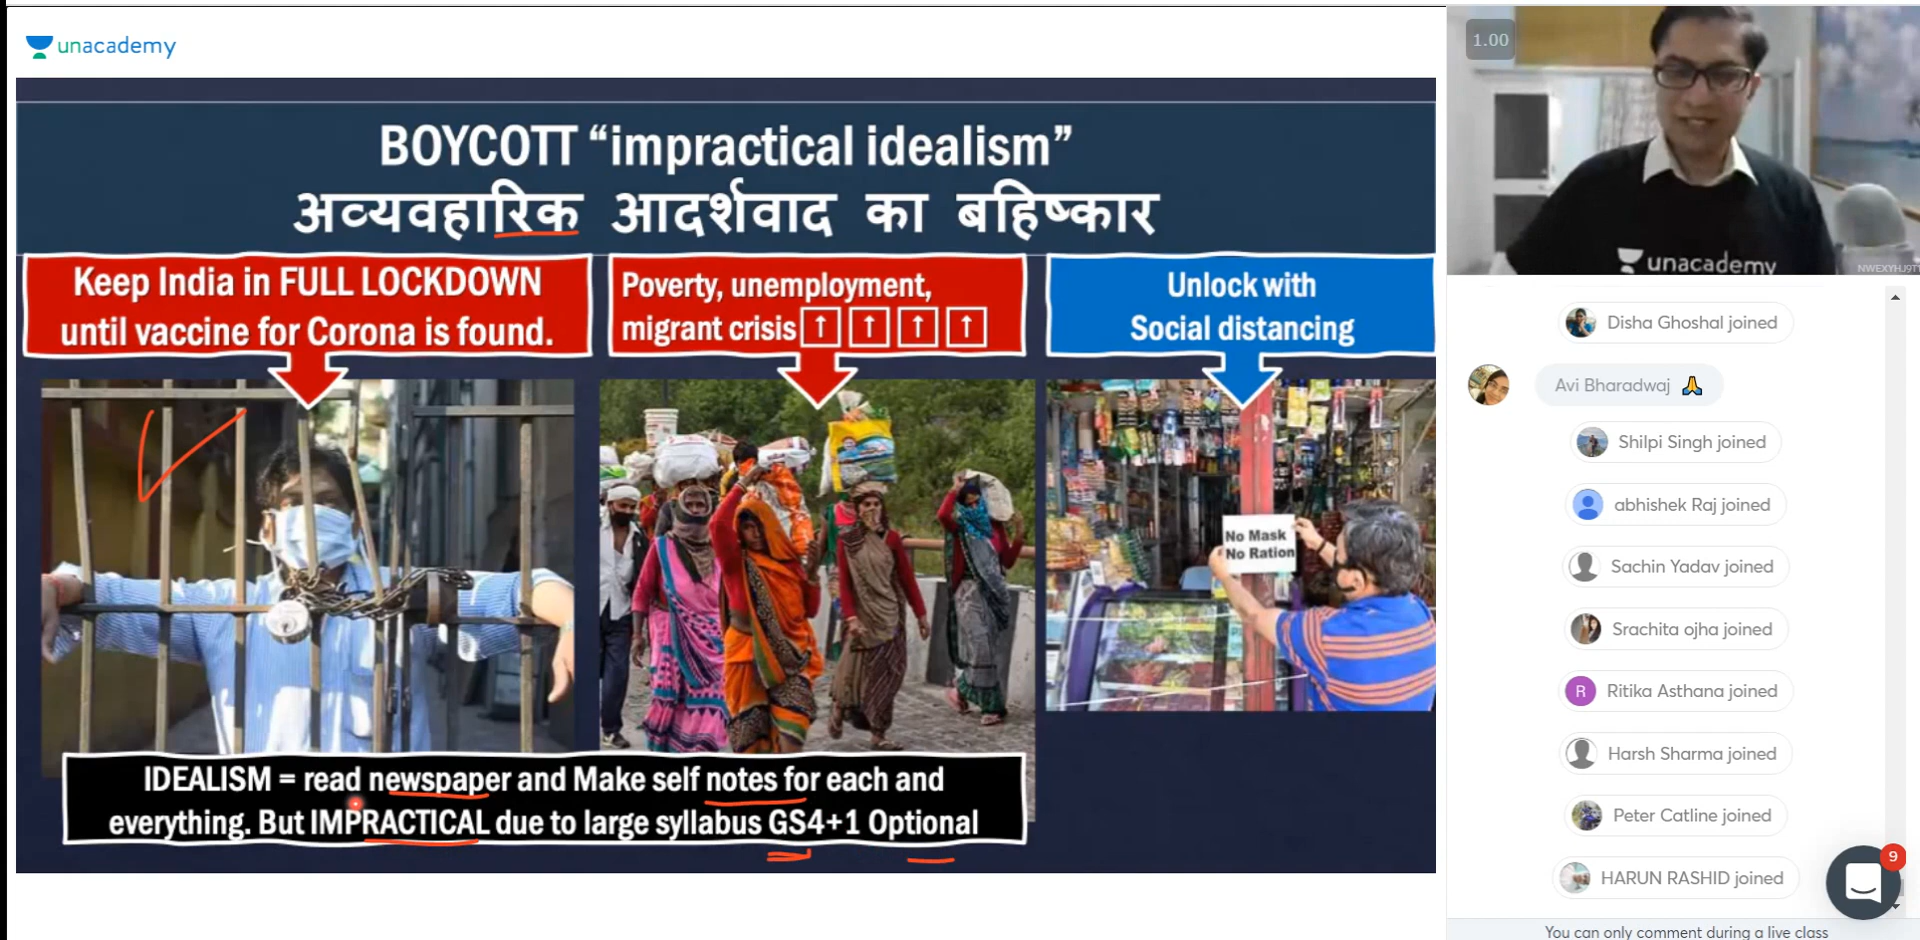 unacademy
BOYCOTT “impractical idealism”
अव्यवहारिक आदर्शवाद का बहिष्कार
Keep India in FULL LOCKDOWN
until vaccine for Corona is found.
Poverty, unemployment,
migrant crisis ↑ ↑ ↑ ↑
Unlock with
Social distancing
No Mask
No Ration
IDEALISM = read newspaper and Make self notes for each and
everything. But IMPRACTICAL due to large syllabus GS4+1 Optional
1.00
unacademy
Disha Ghoshal joined
Avi Bharadwaj 🙏
Shilpi Singh joined
abhishek Raj joined
Sachin Yadav joined
Srachita ojha joined
R Ritika Asthana joined
Harsh Sharma joined
Peter Catline joined
HARUN RASHID joined
9
You can only comment during a live class